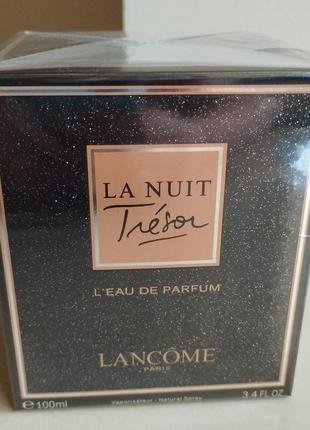 LA NUIT
Trésor
L'EAU DE PARFUM
LANCÔME
PARIS
℮100ml Vaporisateur - Natural Spray 3.4 FL OZ